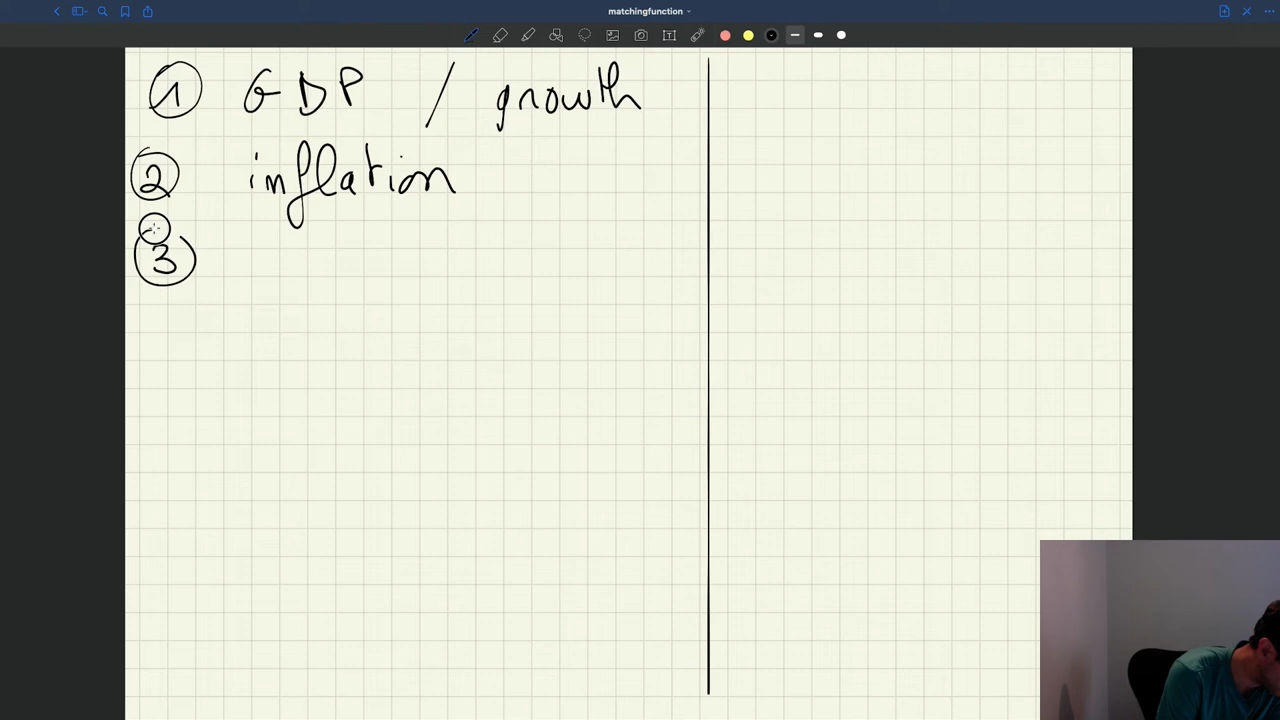 matchingfunction
① GDP / growth
② inflation
③